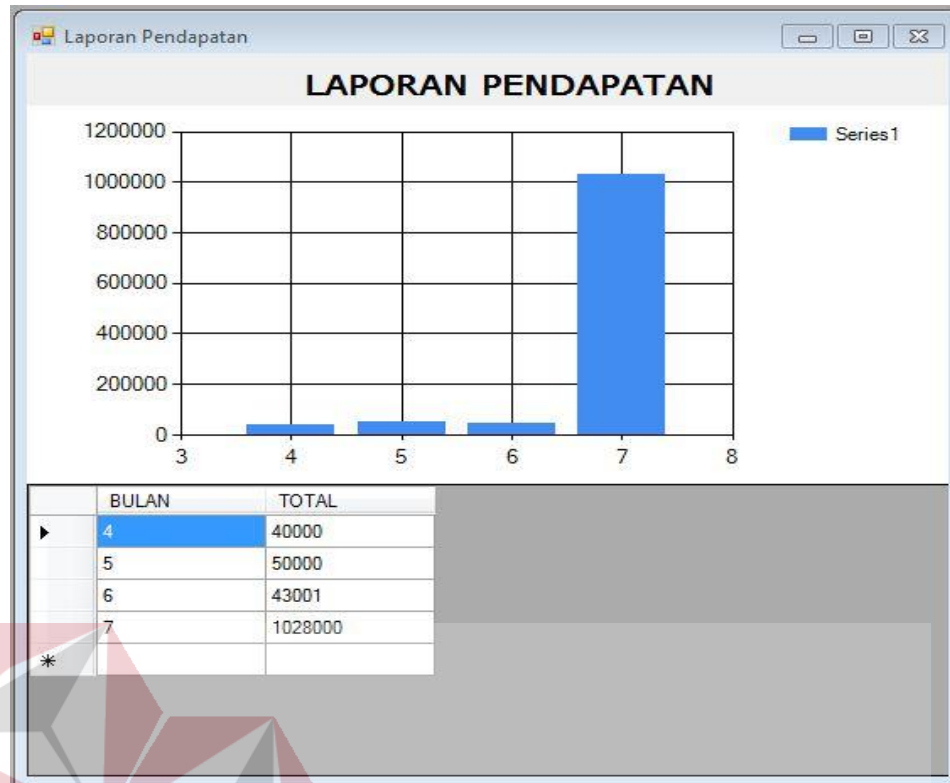 Laporan Pendapatan
LAPORAN PENDAPATAN
1200000
1000000
800000
600000
400000
200000
0
3 4 5 6 7 8
Series1
BULAN TOTAL
4 40000
5 50000
6 43001
7 1028000